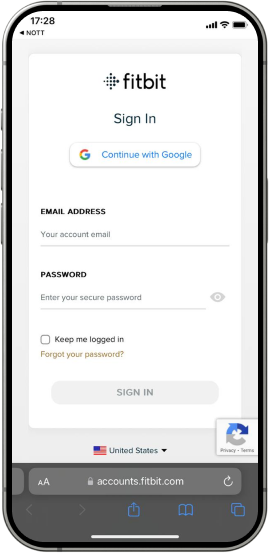 17:28
◀ NOTT
fitbit
Sign In
Continue with Google
EMAIL ADDRESS
Your account email
PASSWORD
Enter your secure password
Keep me logged in
Forgot your password?
SIGN IN
Privacy - Terms
United States
AA accounts.fitbit.com